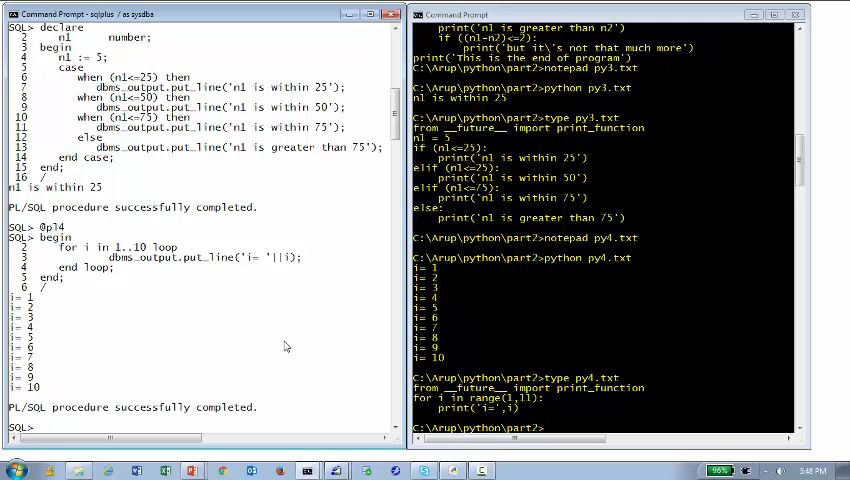 Command Prompt - sqlplus / as sysdba
SQL> declare
2 n1 number;
3 begin
4 n1 := 5;
5 case
6 when (n1<=25) then
7 dbms_output.put_line('n1 is within 25');
8 when (n1<=50) then
9 dbms_output.put_line('n1 is within 50');
10 when (n1<=75) then
11 dbms_output.put_line('n1 is within 75');
12 else
13 dbms_output.put_line('n1 is greater than 75');
14 end case;
15 end;
16 /
n1 is within 25
PL/SQL procedure successfully completed.
SQL> @pl4
SQL> begin
2 for i in 1..10 loop
3 dbms_output.put_line('i= '||i);
4 end loop;
5 end;
6 /
i= 1
i= 2
i= 3
i= 4
i= 5
i= 6
i= 7
i= 8
i= 9
i= 10
PL/SQL procedure successfully completed.
SQL>
Command Prompt
print('n1 is greater than n2')
if ((n1-n2)<=2):
print('but it\'s not that much more')
print('This is the end of program')
C:\Arup\python\part2>notepad py3.txt
C:\Arup\python\part2>python py3.txt
n1 is within 25
C:\Arup\python\part2>type py3.txt
from __future__ import print_function
n1 = 5
if (n1<=25):
print('n1 is within 25')
elif (n1<=25):
print('n1 is within 50')
elif (n1<=75):
print('n1 is within 75')
else:
print('n1 is greater than 75')
C:\Arup\python\part2>notepad py4.txt
C:\Arup\python\part2>python py4.txt
i= 1
i= 2
i= 3
i= 4
i= 5
i= 6
i= 7
i= 8
i= 9
i= 10
C:\Arup\python\part2>type py4.txt
from __future__ import print_function
for i in range(1,11):
print('i=',i)
C:\Arup\python\part2>
96%
5:48 PM